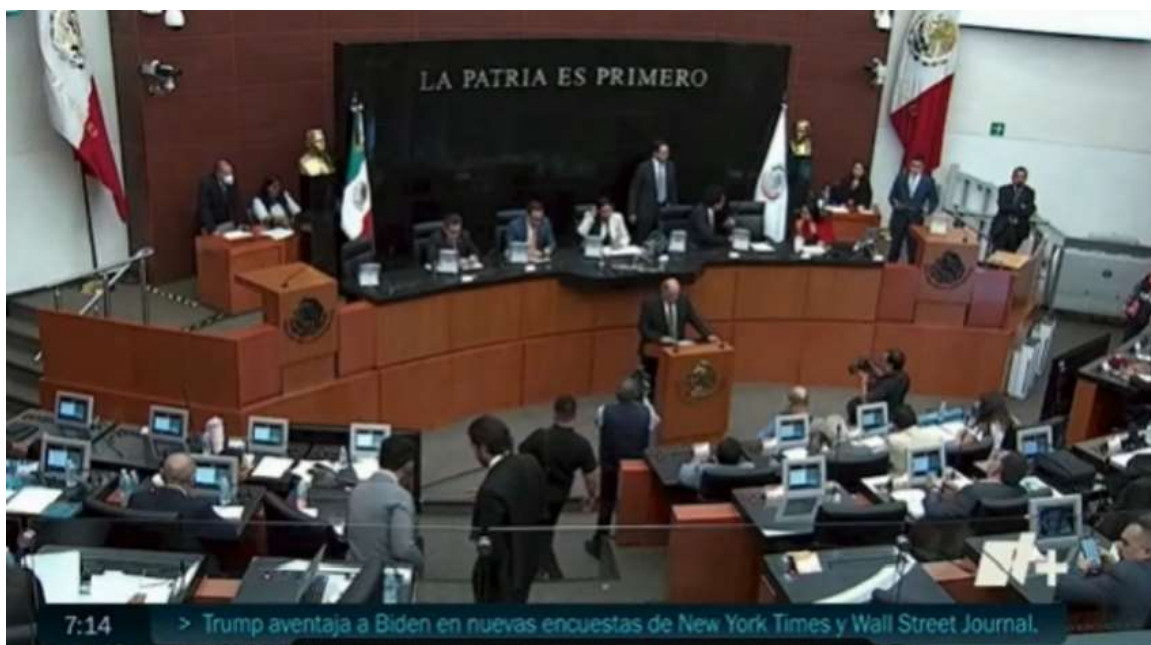 LA PATRIA ES PRIMERO
7:14
> Trump aventaja a Biden en nuevas encuestas de New York Times y Wall Street Journal.